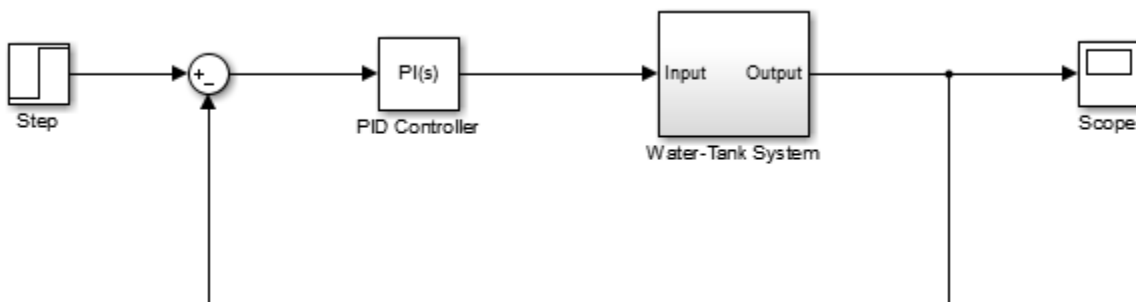 Step
+
−
PI(s)
PID Controller
Input
Output
Water-Tank System
Scope